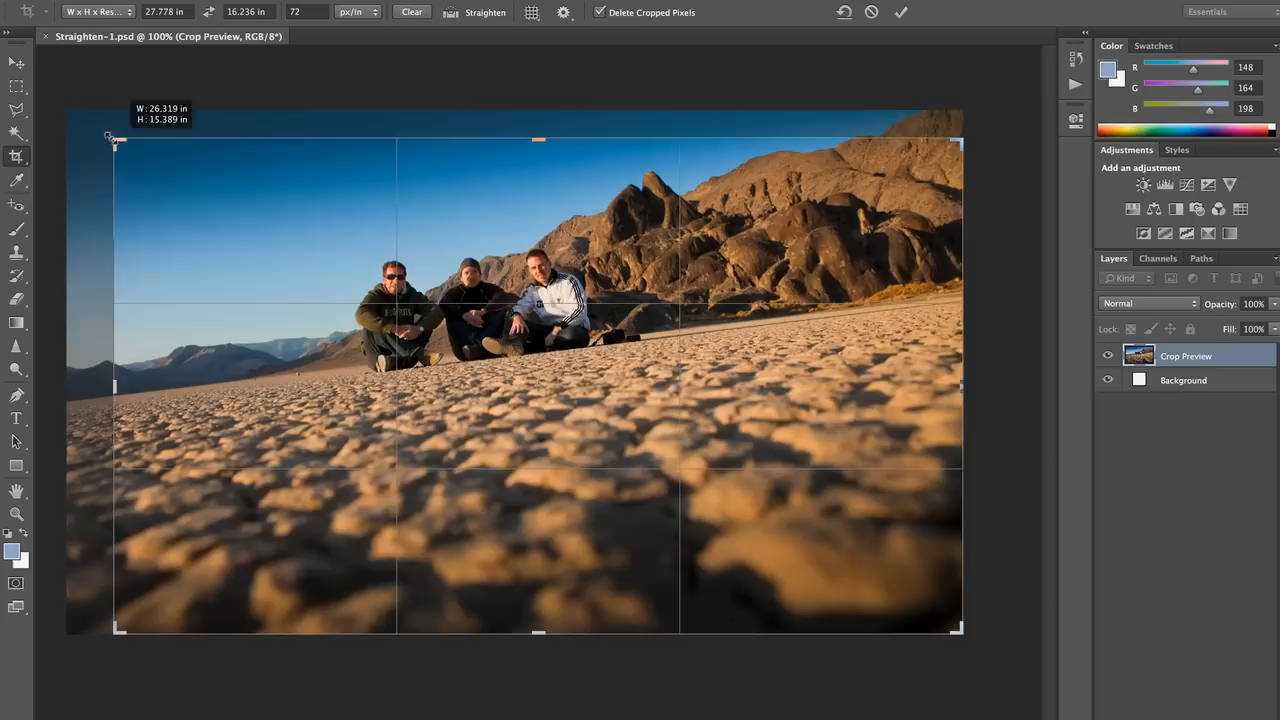 W x H x Res... 27.778 in 16.236 in 72 px/in Clear Straighten Delete Cropped Pixels Essentials
Straighten-1.psd @ 100% (Crop Preview, RGB/8*)
W: 26.319 in
H: 15.389 in
Color Swatches
R 148
G 164
B 198
Adjustments Styles
Add an adjustment
Layers Channels Paths
Kind
Normal Opacity: 100%
Lock: Fill: 100%
Crop Preview
Background